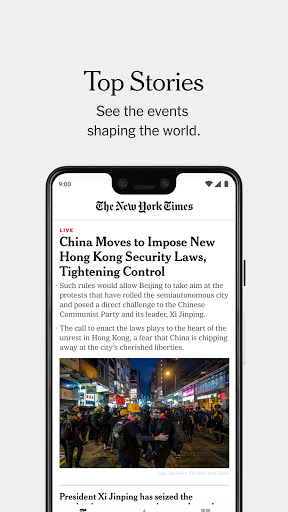 Top Stories
See the events
shaping the world.
9:00
The New York Times
LIVE
China Moves to Impose New
Hong Kong Security Laws,
Tightening Control
· Such rules would allow Beijing to take aim at the
protests that have roiled the semiautonomous city
and posed a direct challenge to the Chinese
Communist Party and its leader, Xi Jinping.
· The call to enact the laws plays to the heart of the
unrest in Hong Kong, a fear that China is chipping
away at the city's cherished liberties.
for The New York Times
President Xi Jinping has seized the